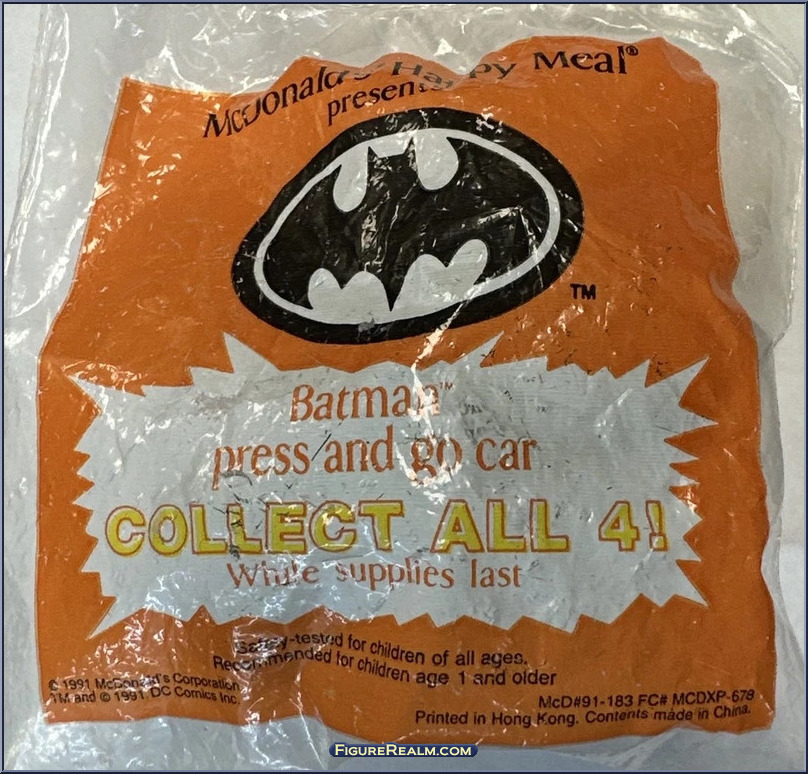 McDonald's Happy Meal®
presents
TM
Batman™
press and go car
COLLECT ALL 4!
While supplies last
Safety-tested for children of all ages.
Recommended for children age 1 and older
© 1991 McDonald's Corporation
TM and © 1991 DC Comics Inc.
McD#91-183 FC# MCDXP-678
Printed in Hong Kong. Contents made in China.
FIGUREREALM.COM